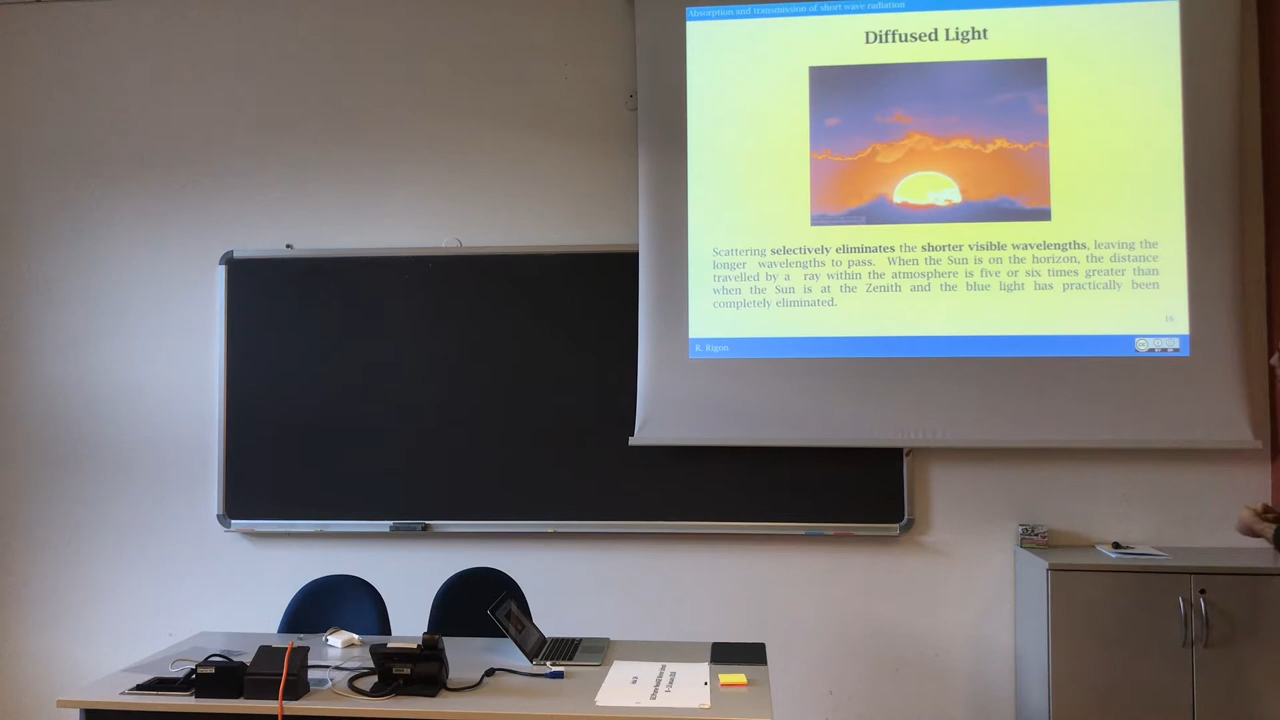 Absorption and transmission of short wave radiation
Diffused Light
Scattering selectively eliminates the shorter visible wavelengths, leaving the
longer wavelengths to pass. When the Sun is on the horizon, the distance
travelled by a ray within the atmosphere is five or six times greater than
when the Sun is at the Zenith and the blue light has practically been
completely eliminated.
16
R. Rigon